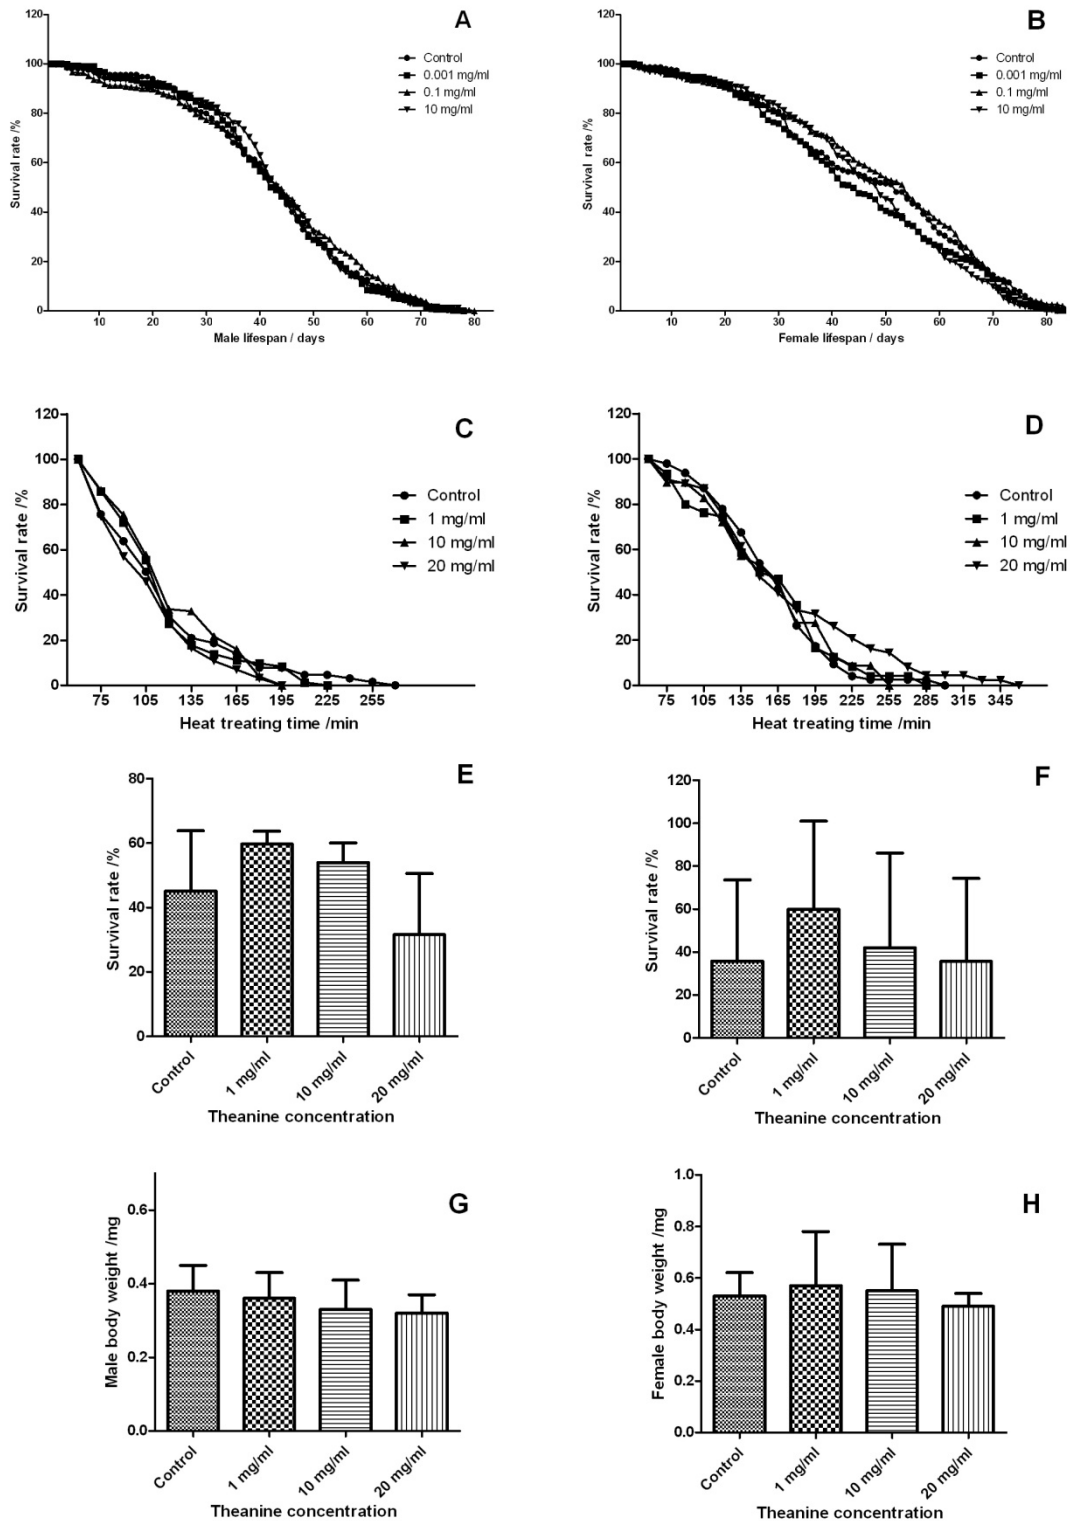 A
Survival rate /%
120
100
80
60
40
20
0
10 20 30 40 50 60 70 80
Male lifespan / days
Control
0.001 mg/ml
0.1 mg/ml
10 mg/ml
B
Survival rate /%
120
100
80
60
40
20
0
10 20 30 40 50 60 70 80
Female lifespan / days
Control
0.001 mg/ml
0.1 mg/ml
10 mg/ml
C
Survival rate /%
120
100
80
60
40
20
0
75 105 135 165 195 225 255
Heat treating time /min
Control
1 mg/ml
10 mg/ml
20 mg/ml
D
Survival rate /%
120
100
80
60
40
20
0
75 105 135 165 195 225 255 285 315 345
Heat treating time /min
Control
1 mg/ml
10 mg/ml
20 mg/ml
E
Survival rate /%
80
60
40
20
0
Control
1 mg/ml
10 mg/ml
20 mg/ml
Theanine concentration
F
Survival rate /%
120
100
80
60
40
20
0
Control
1 mg/ml
10 mg/ml
20 mg/ml
Theanine concentration
G
Male body weight /mg
0.6
0.4
0.2
0.0
Control
1 mg/ml
10 mg/ml
20 mg/ml
Theanine concentration
H
Female body weight /mg
1.0
0.8
0.6
0.4
0.2
0.0
Control
1 mg/ml
10 mg/ml
20 mg/ml
Theanine concentration